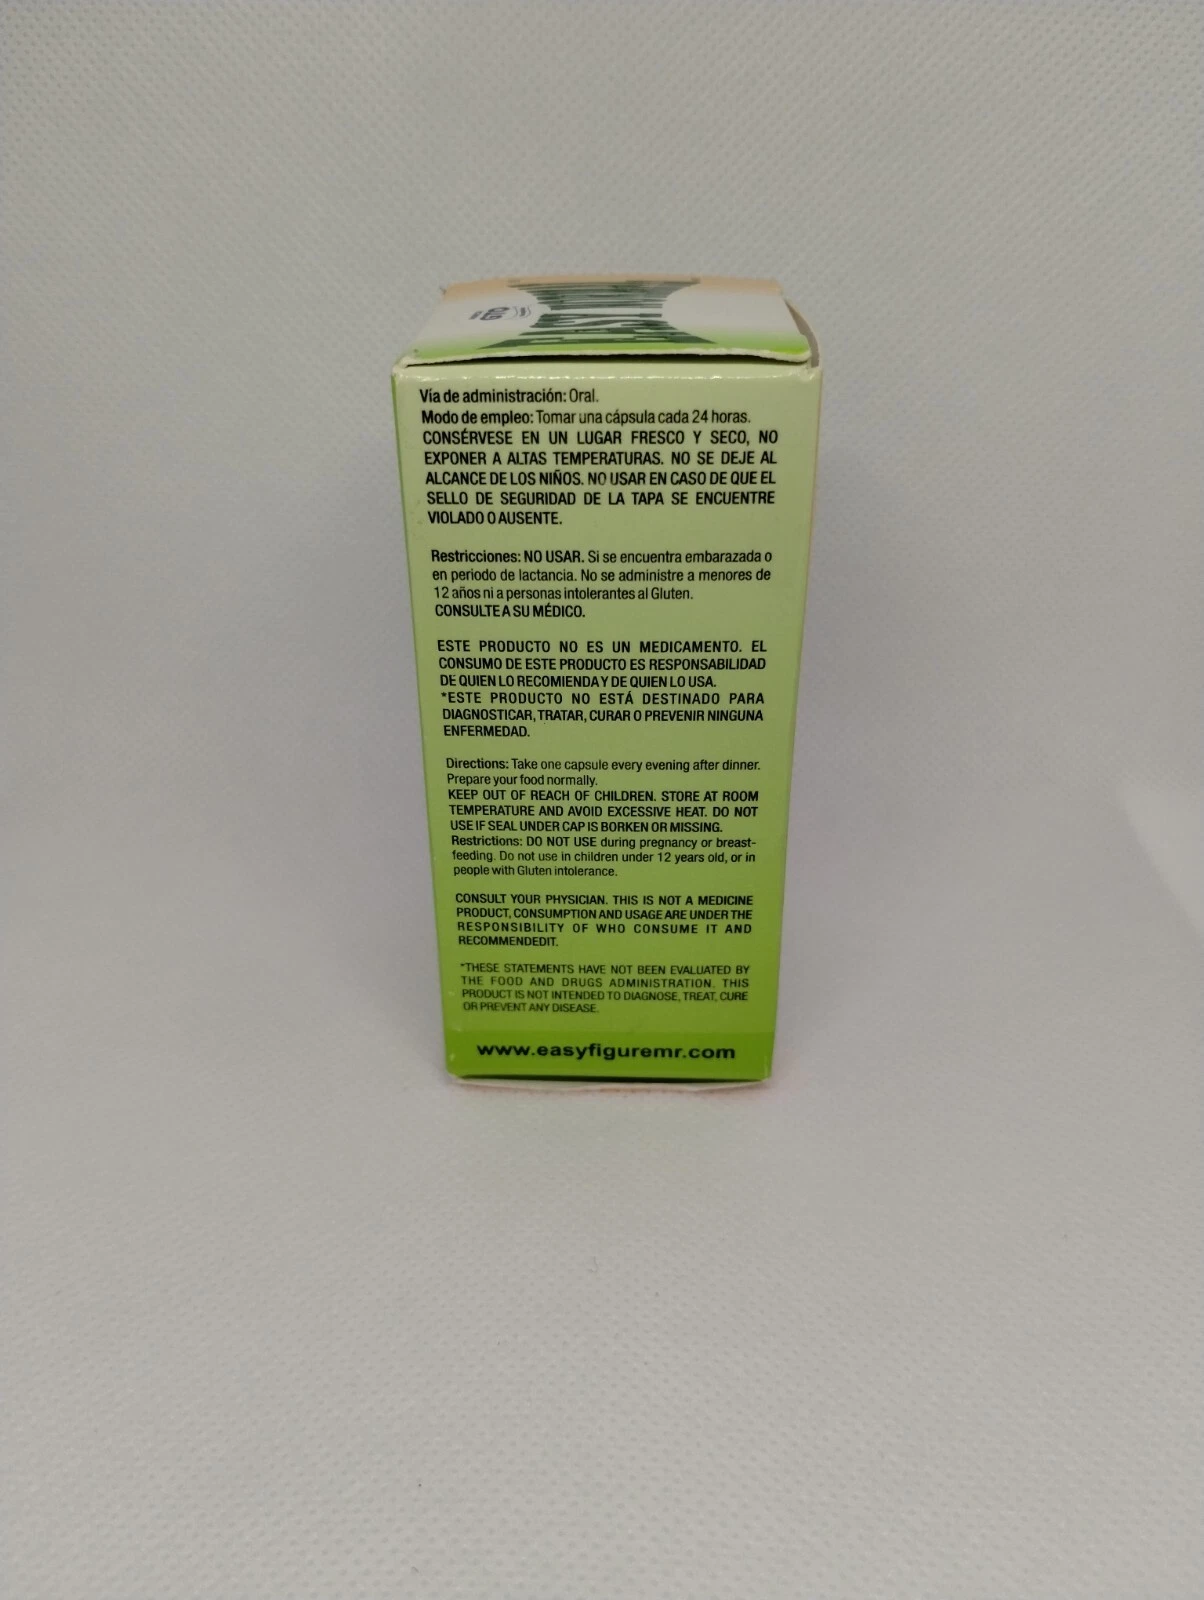 EASY
Vía de administración: Oral.
Modo de empleo: Tomar una cápsula cada 24 horas.
CONSÉRVESE EN UN LUGAR FRESCO Y SECO, NO
EXPONER A ALTAS TEMPERATURAS. NO SE DEJE AL
ALCANCE DE LOS NIÑOS. NO USAR EN CASO DE QUE EL
SELLO DE SEGURIDAD DE LA TAPA SE ENCUENTRE
VIOLADO O AUSENTE.
Restricciones: NO USAR. Si se encuentra embarazada o
en periodo de lactancia. No se administre a menores de
12 años ni a personas intolerantes al Gluten.
CONSULTE A SU MÉDICO.
ESTE PRODUCTO NO ES UN MEDICAMENTO. EL
CONSUMO DE ESTE PRODUCTO ES RESPONSABILIDAD
DE QUIEN LO RECOMIENDA Y DE QUIEN LO USA.
*ESTE PRODUCTO NO ESTÁ DESTINADO PARA
DIAGNOSTICAR, TRATAR, CURAR O PREVENIR NINGUNA
ENFERMEDAD.
Directions: Take one capsule every evening after dinner.
Prepare your food normally.
KEEP OUT OF REACH OF CHILDREN. STORE AT ROOM
TEMPERATURE AND AVOID EXCESSIVE HEAT. DO NOT
USE IF SEAL UNDER CAP IS BORKEN OR MISSING.
Restrictions: DO NOT USE during pregnancy or breast-
feeding. Do not use in children under 12 years old, or in
people with Gluten intolerance.
CONSULT YOUR PHYSICIAN. THIS IS NOT A MEDICINE
PRODUCT, CONSUMPTION AND USAGE ARE UNDER THE
RESPONSIBILITY OF WHO CONSUME IT AND
RECOMMENDEDIT.
*THESE STATEMENTS HAVE NOT BEEN EVALUATED BY
THE FOOD AND DRUGS ADMINISTRATION. THIS
PRODUCT IS NOT INTENDED TO DIAGNOSE, TREAT, CURE
OR PREVENT ANY DISEASE.
www.easyfiguremr.com